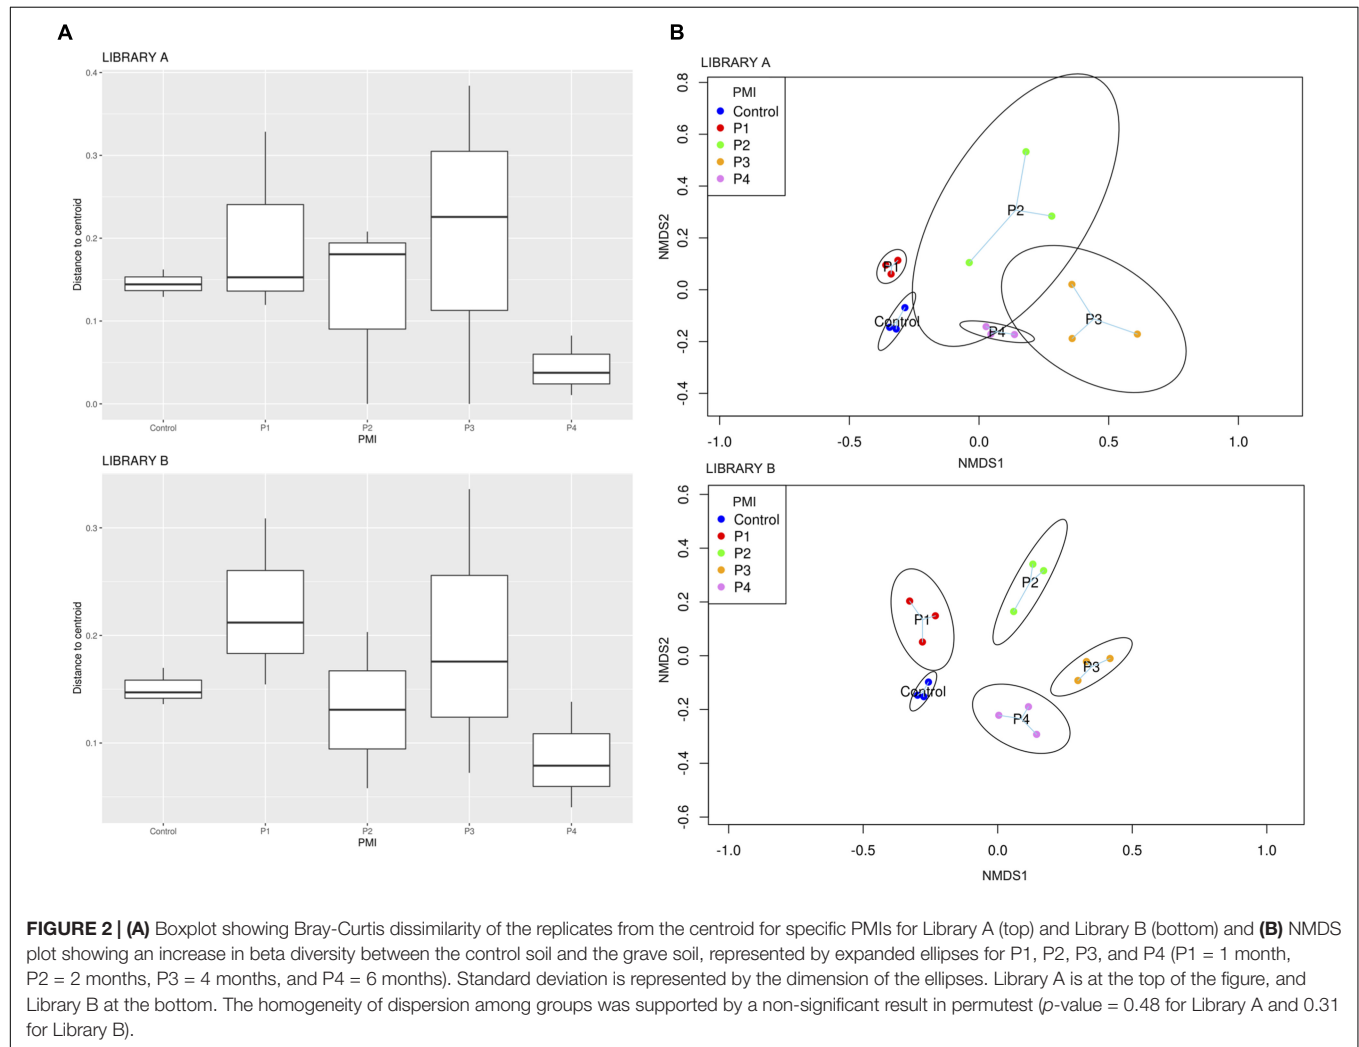 A
LIBRARY A
0.4
0.3
0.2
0.1
0.0
Distance to centroid
Control
P1
P2
P3
P4
PMI
LIBRARY B
0.3
0.2
0.1
Distance to centroid
Control
P1
P2
P3
P4
PMI
B
LIBRARY A
PMI
Control
P1
P2
P3
P4
0.8
0.6
0.4
0.2
0.0
-0.2
-0.4
NMDS2
P2
P1
Control
P4
P3
-1.0
-0.5
0.0
0.5
1.0
NMDS1
LIBRARY B
PMI
Control
P1
P2
P3
P4
0.6
0.4
0.2
0.0
-0.2
-0.4
-0.6
NMDS2
P2
P1
P3
Control
P4
-1.0
-0.5
0.0
0.5
1.0
NMDS1
FIGURE 2 | (A) Boxplot showing Bray-Curtis dissimilarity of the replicates from the centroid for specific PMIs for Library A (top) and Library B (bottom) and (B) NMDS
plot showing an increase in beta diversity between the control soil and the grave soil, represented by expanded ellipses for P1, P2, P3, and P4 (P1 = 1 month,
P2 = 2 months, P3 = 4 months, and P4 = 6 months). Standard deviation is represented by the dimension of the ellipses. Library A is at the top of the figure, and
Library B at the bottom. The homogeneity of dispersion among groups was supported by a non-significant result in permutest (p-value = 0.48 for Library A and 0.31
for Library B).